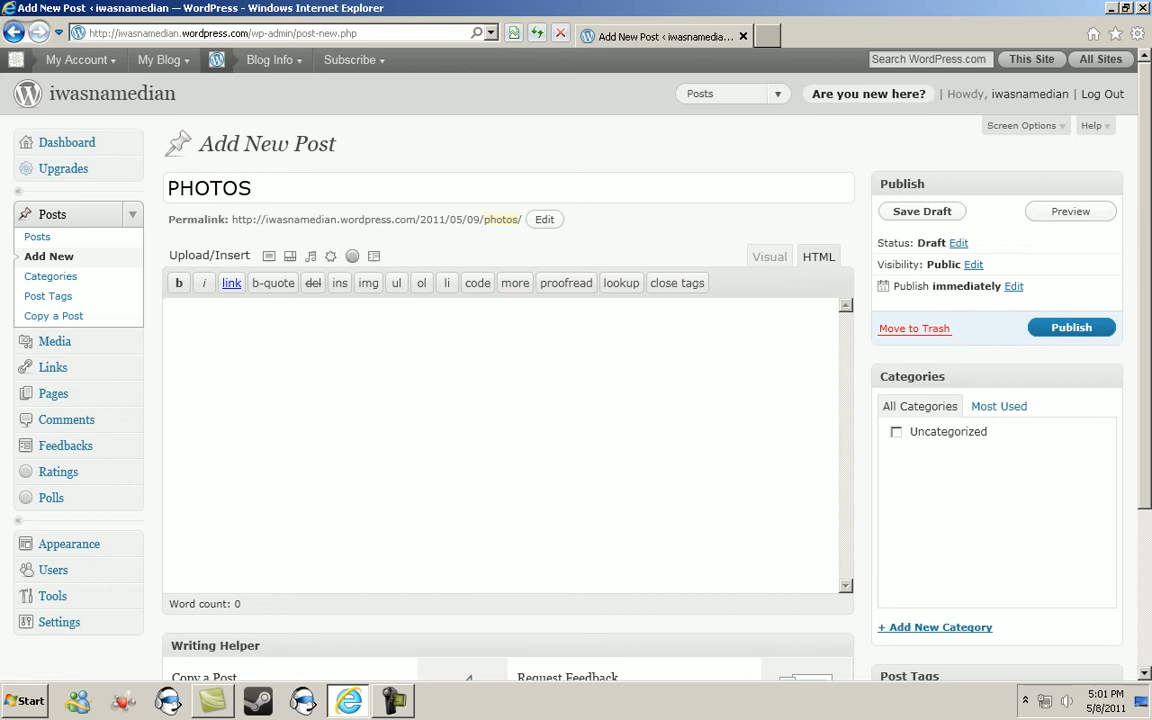 Add New Post ‹ iwasnamedian — WordPress - Windows Internet Explorer
http://iwasnamedian.wordpress.com/wp-admin/post-new.php
Add New Post ‹ iwasnamedia...
My Account
My Blog
Blog Info
Subscribe
Search WordPress.com
This Site
All Sites
iwasnamedian
Posts
Are you new here?
| Howdy, iwasnamedian | Log Out
Screen Options
Help
Dashboard
Upgrades
Posts
Posts
Add New
Categories
Post Tags
Copy a Post
Media
Links
Pages
Comments
Feedbacks
Ratings
Polls
Appearance
Users
Tools
Settings
Add New Post
PHOTOS
Permalink: http://iwasnamedian.wordpress.com/2011/05/09/photos/ Edit
Upload/Insert
Visual
HTML
b i link b-quote del ins img ul ol li code more proofread lookup close tags
Word count: 0
Writing Helper
Copy a Post
Request Feedback
Publish
Save Draft
Preview
Status: Draft Edit
Visibility: Public Edit
Publish immediately Edit
Move to Trash
Publish
Categories
All Categories
Most Used
Uncategorized
+ Add New Category
Post Tags
Start
5:01 PM
5/8/2011